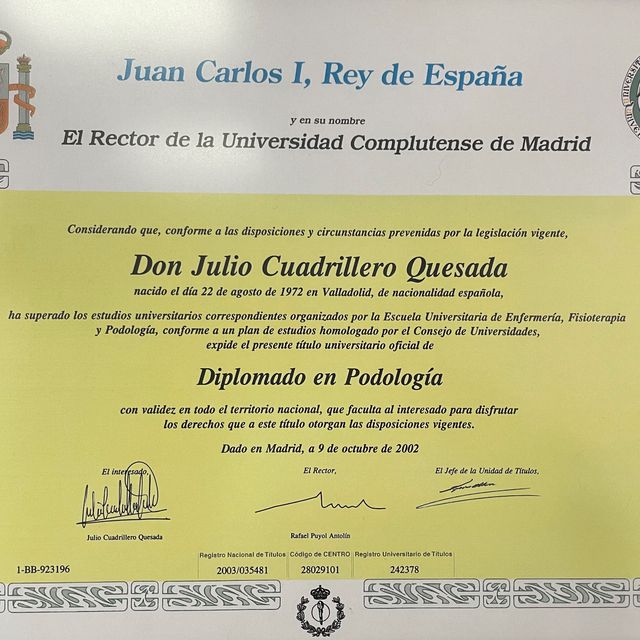 Juan Carlos I, Rey de España
y en su nombre
El Rector de la Universidad Complutense de Madrid
Considerando que, conforme a las disposiciones y circunstancias prevenidas por la legislación vigente,
Don Julio Cuadrillero Quesada
nacido el día 22 de agosto de 1972 en Valladolid, de nacionalidad española,
ha superado los estudios universitarios correspondientes organizados por la Escuela Universitaria de Enfermería, Fisioterapia
y Podología, conforme a un plan de estudios homologado por el Consejo de Universidades,
expide el presente título universitario oficial de
Diplomado en Podología
con validez en todo el territorio nacional, que faculta al interesado para disfrutar
los derechos que a este título otorgan las disposiciones vigentes.
Dado en Madrid, a 9 de octubre de 2002
El interesado, El Rector, El Jefe de la Unidad de Títulos,
Julio Cuadrillero Quesada Rafael Puyol Antolín
Registro Nacional de Títulos Código de CENTRO Registro Universitario de Títulos
1-BB-923196 2003/035481 28029101 242378